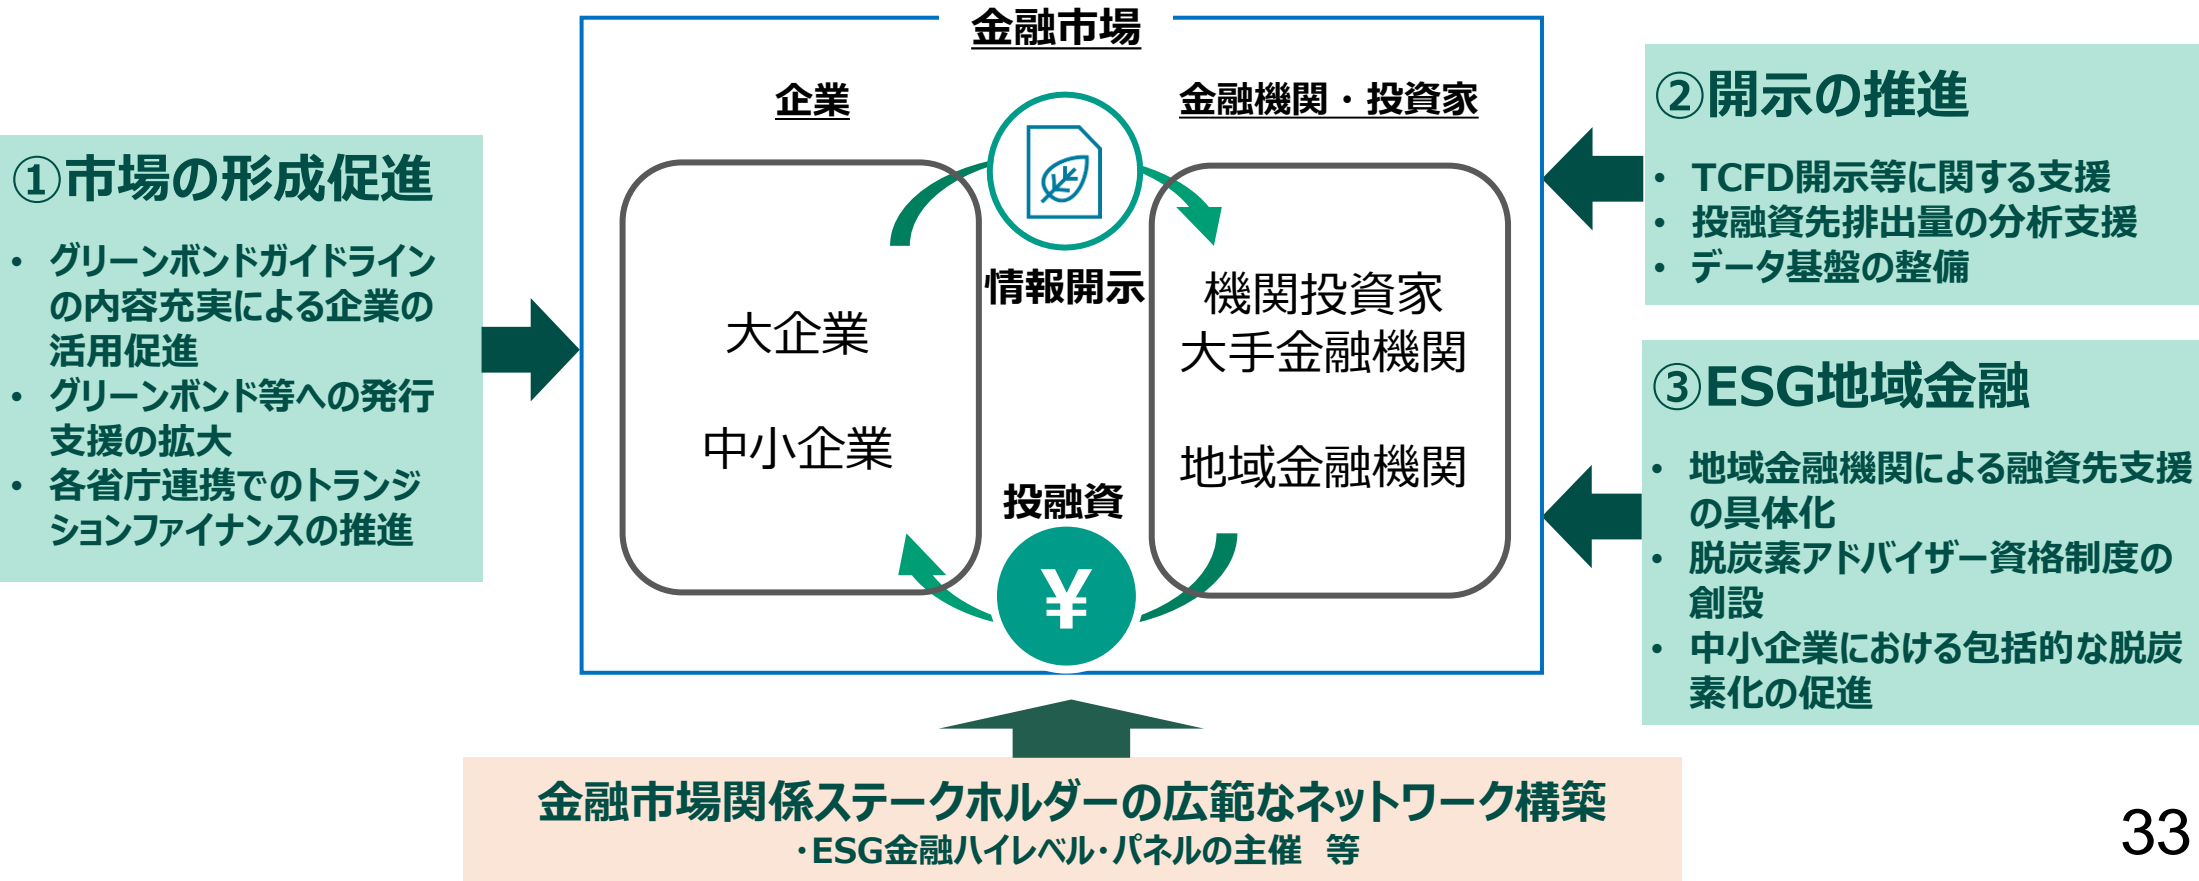 金融市場
企業
金融機関・投資家
情報開示
大企業
中小企業
機関投資家
大手金融機関
地域金融機関
投融資
¥
①市場の形成促進
• グリーンボンドガイドライン
の内容充実による企業の
活用促進
• グリーンボンド等への発行
支援の拡大
• 各省庁連携でのトランジ
ションファイナンスの推進
②開示の推進
• TCFD開示等に関する支援
• 投融資先排出量の分析支援
• データ基盤の整備
③ESG地域金融
• 地域金融機関による融資先支援
の具体化
• 脱炭素アドバイザー資格制度の
創設
• 中小企業における包括的な脱炭
素化の促進
金融市場関係ステークホルダーの広範なネットワーク構築
・ESG金融ハイレベル・パネルの主催 等
33